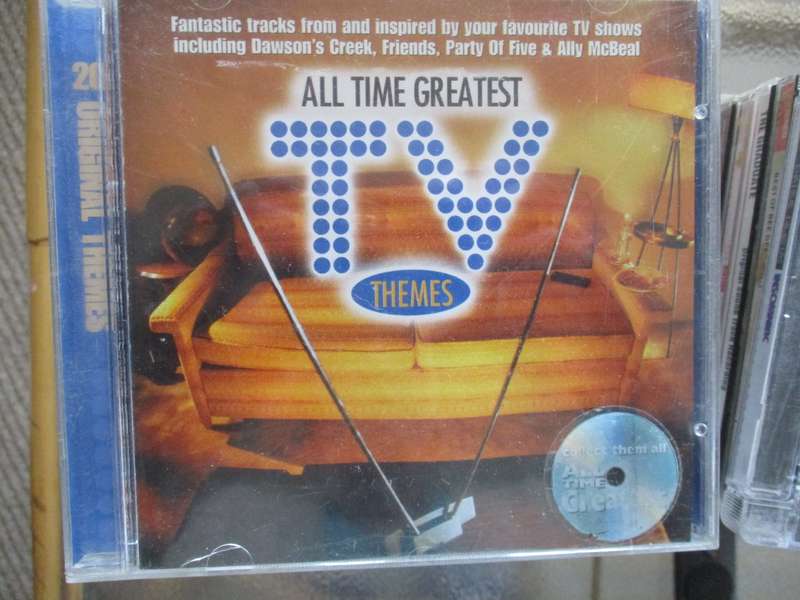 Fantastic tracks from and inspired by your favourite TV shows
including Dawson's Creek, Friends, Party Of Five & Ally McBeal
ALL TIME GREATEST
TV
THEMES
ORIGINAL THEMES
collect them all
ALL
TIME